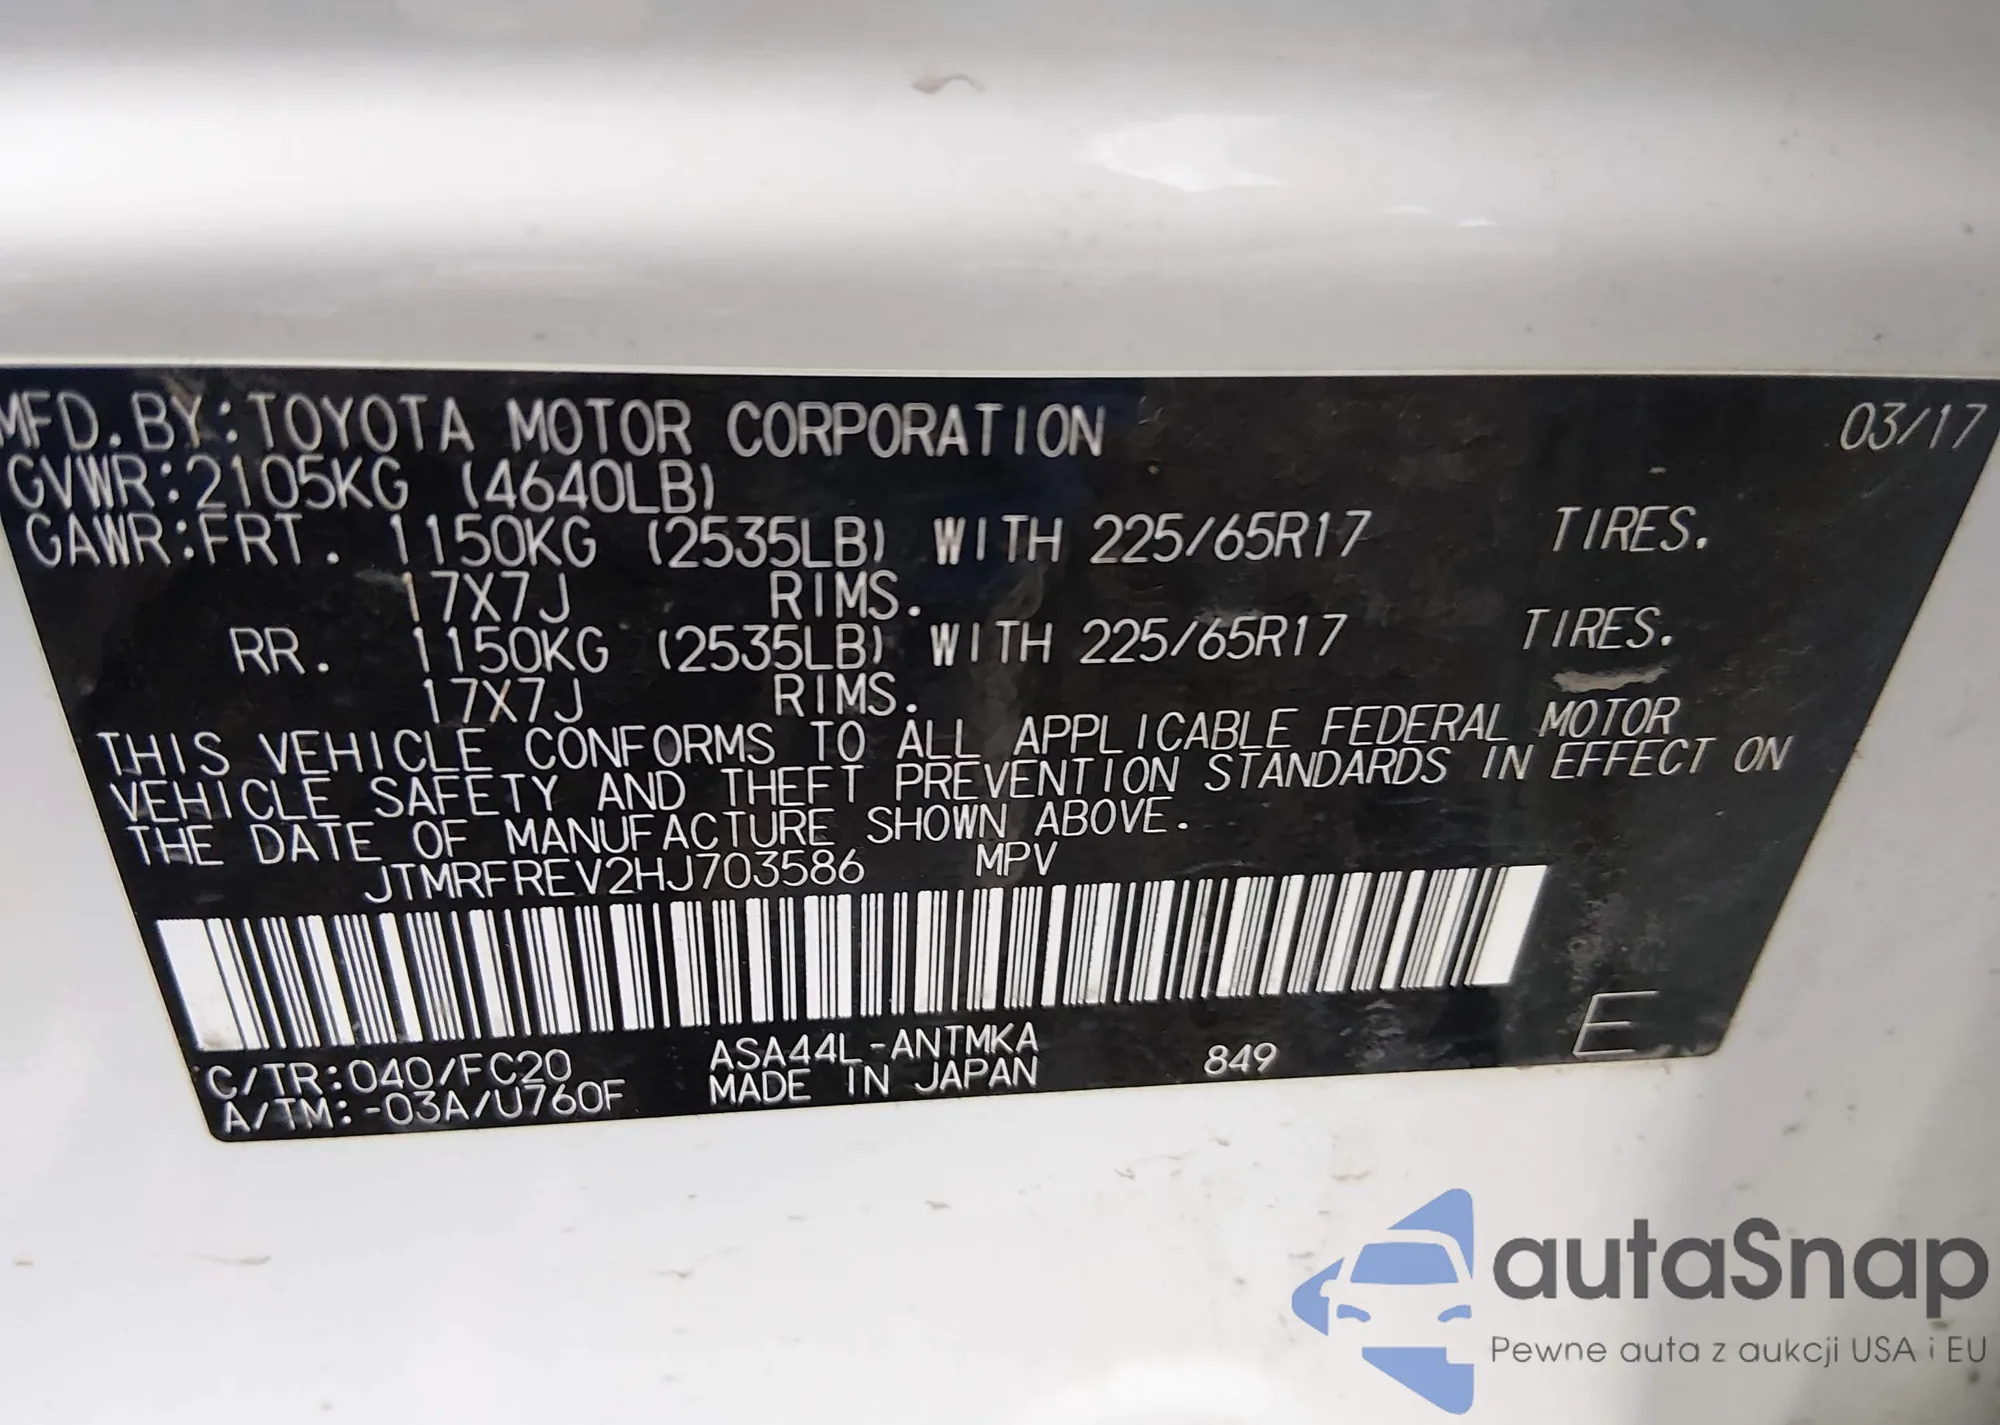 MFD.BY:TOYOTA MOTOR CORPORATION 03/17
GVWR:2105KG (4640LB)
GAWR:FRT. 1150KG (2535LB) WITH 225/65R17 TIRES.
17X7J RIMS.
RR. 1150KG (2535LB) WITH 225/65R17 TIRES.
17X7J RIMS.
THIS VEHICLE CONFORMS TO ALL APPLICABLE FEDERAL MOTOR
VEHICLE SAFETY AND THEFT PREVENTION STANDARDS IN EFFECT ON
THE DATE OF MANUFACTURE SHOWN ABOVE.
JTMRFREV2HJ703586 MPV
C/TR:040/FC20 ASA44L-ANTMKA 849 E
A/TM:-03A/U760F MADE IN JAPAN
autaSnap
Pewne auta z aukcji USA i EU